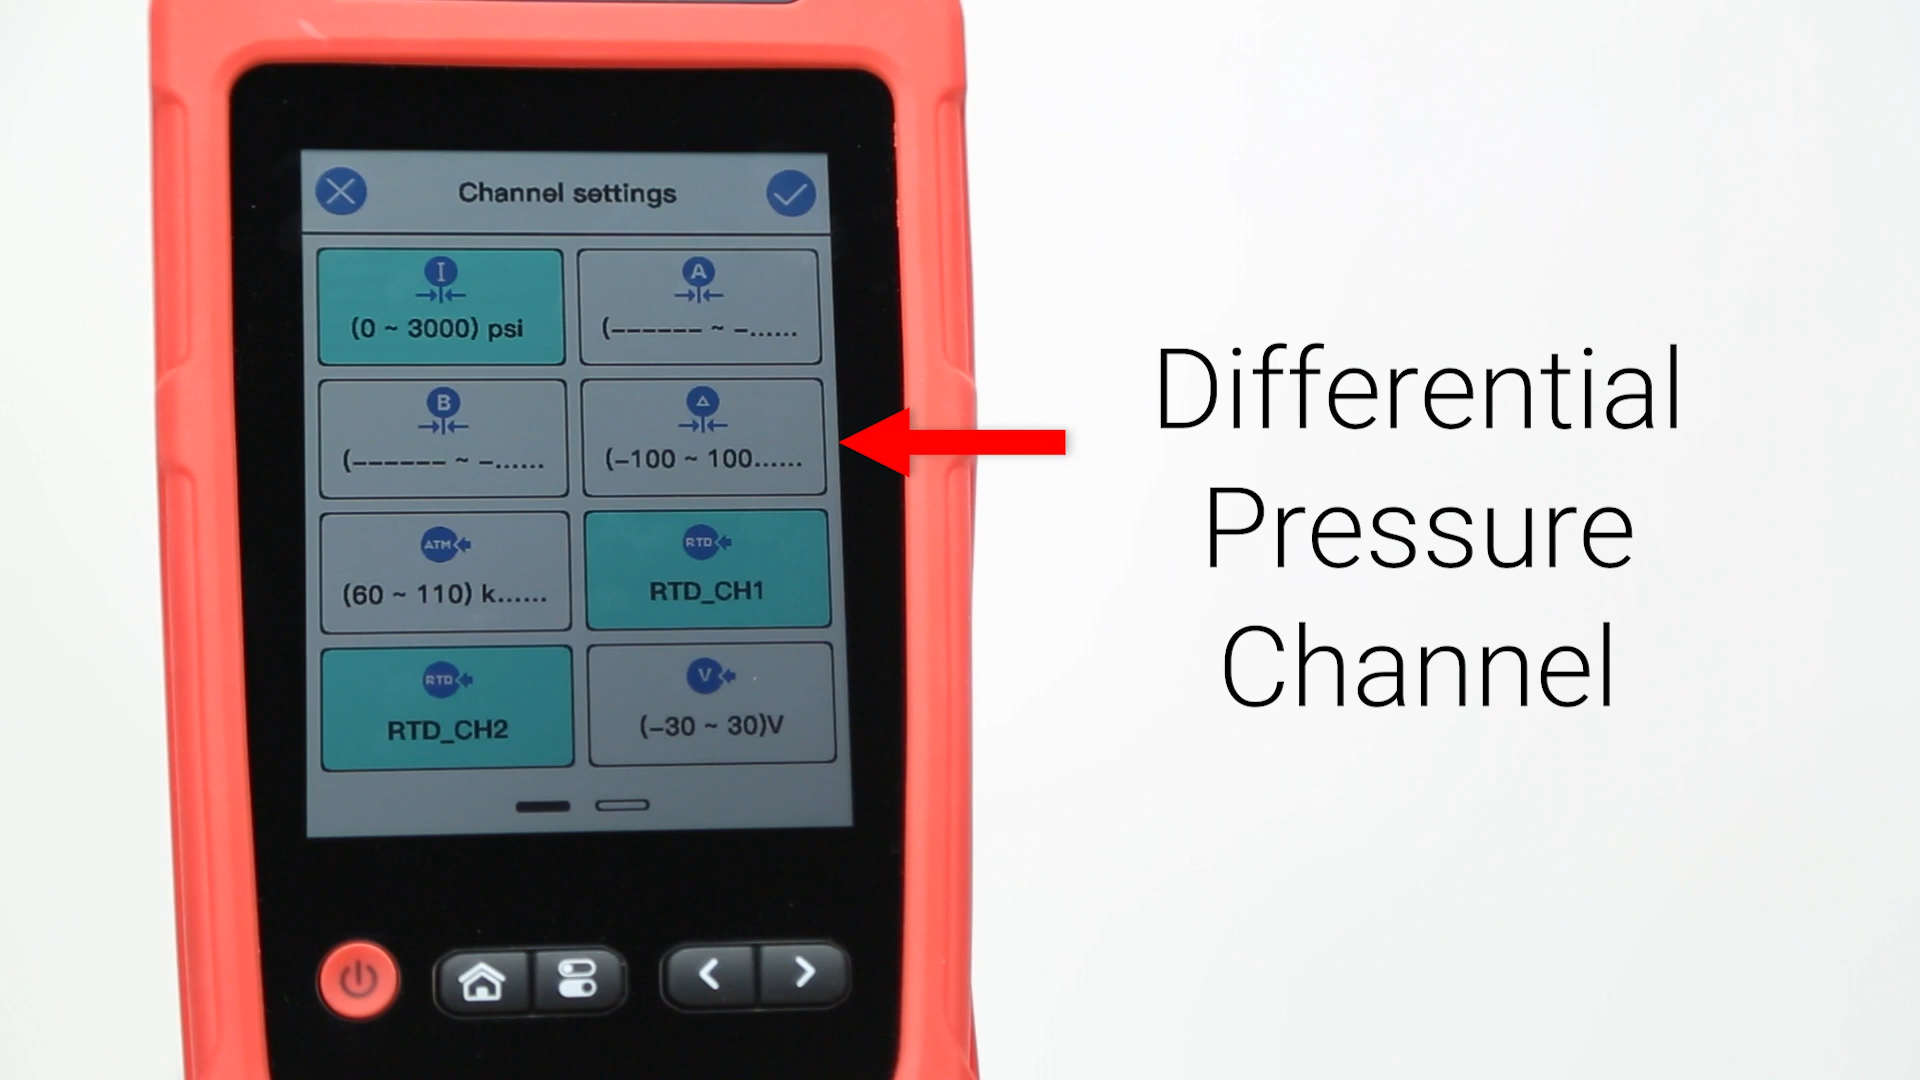 Channel settings
I
(0 ~ 3000) psi
A
(------ ~ -......
B
(------ ~ -......
Δ
(-100 ~ 100......
ATM
(60 ~ 110) k......
RTD
RTD_CH1
RTD
RTD_CH2
V
(-30 ~ 30)V
Differential
Pressure
Channel